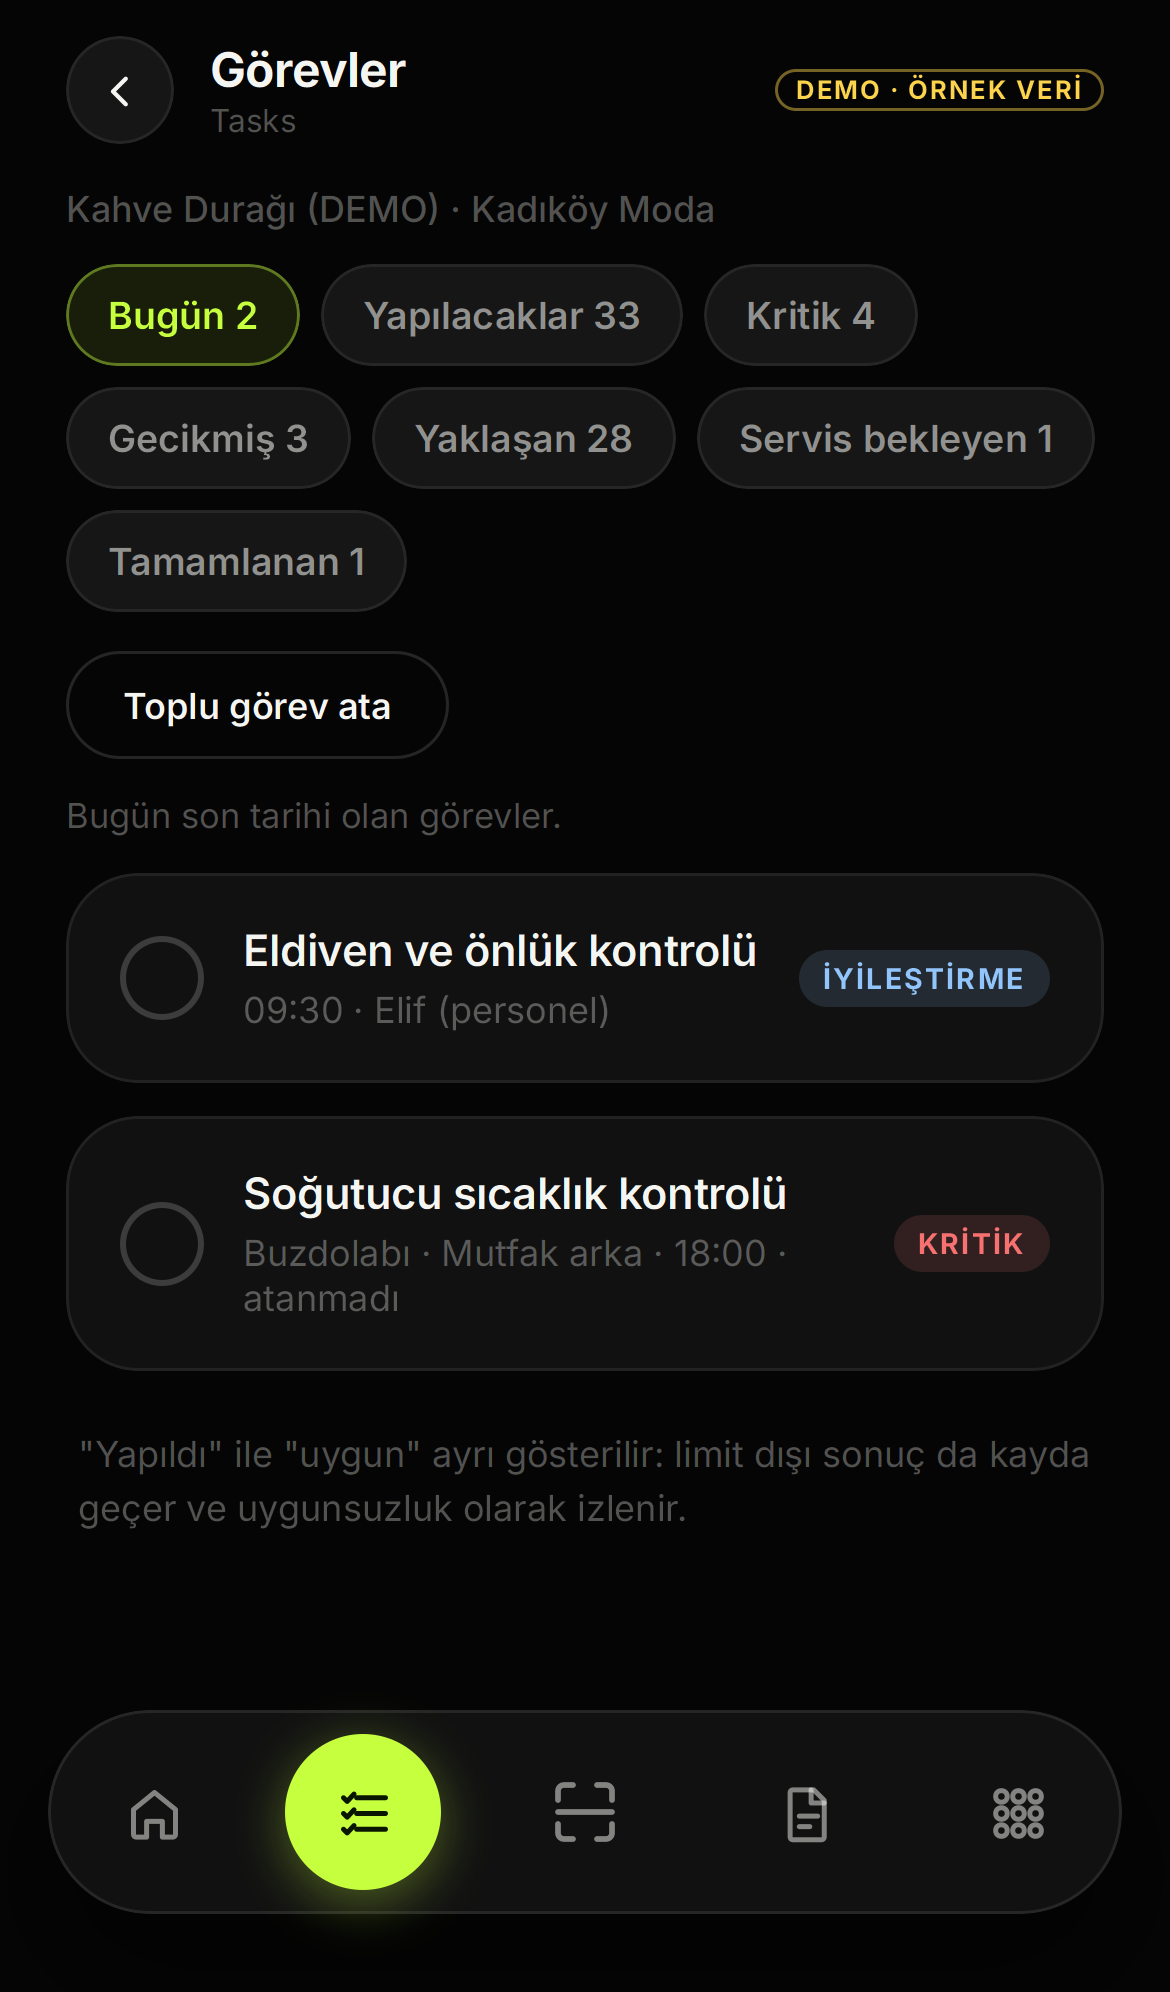 Görevler
Tasks
DEMO · ÖRNEK VERİ
Kahve Durağı (DEMO) · Kadıköy Moda
Bugün 2
Yapılacaklar 33
Kritik 4
Gecikmiş 3
Yaklaşan 28
Servis bekleyen 1
Tamamlanan 1
Toplu görev ata
Bugün son tarihi olan görevler.
Eldiven ve önlük kontrolü
09:30 · Elif (personel)
İYİLEŞTİRME
Soğutucu sıcaklık kontrolü
Buzdolabı · Mutfak arka · 18:00 ·
atanmadı
KRİTİK
"Yapıldı" ile "uygun" ayrı gösterilir: limit dışı sonuç da kayda
geçer ve uygunsuzluk olarak izlenir.